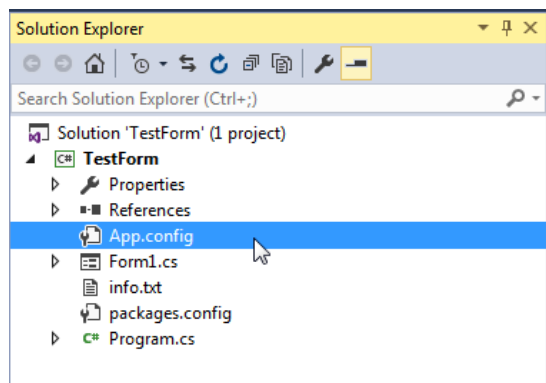 Solution Explorer
Search Solution Explorer (Ctrl+;)
Solution 'TestForm' (1 project)
C# TestForm
Properties
References
App.config
Form1.cs
info.txt
packages.config
C# Program.cs